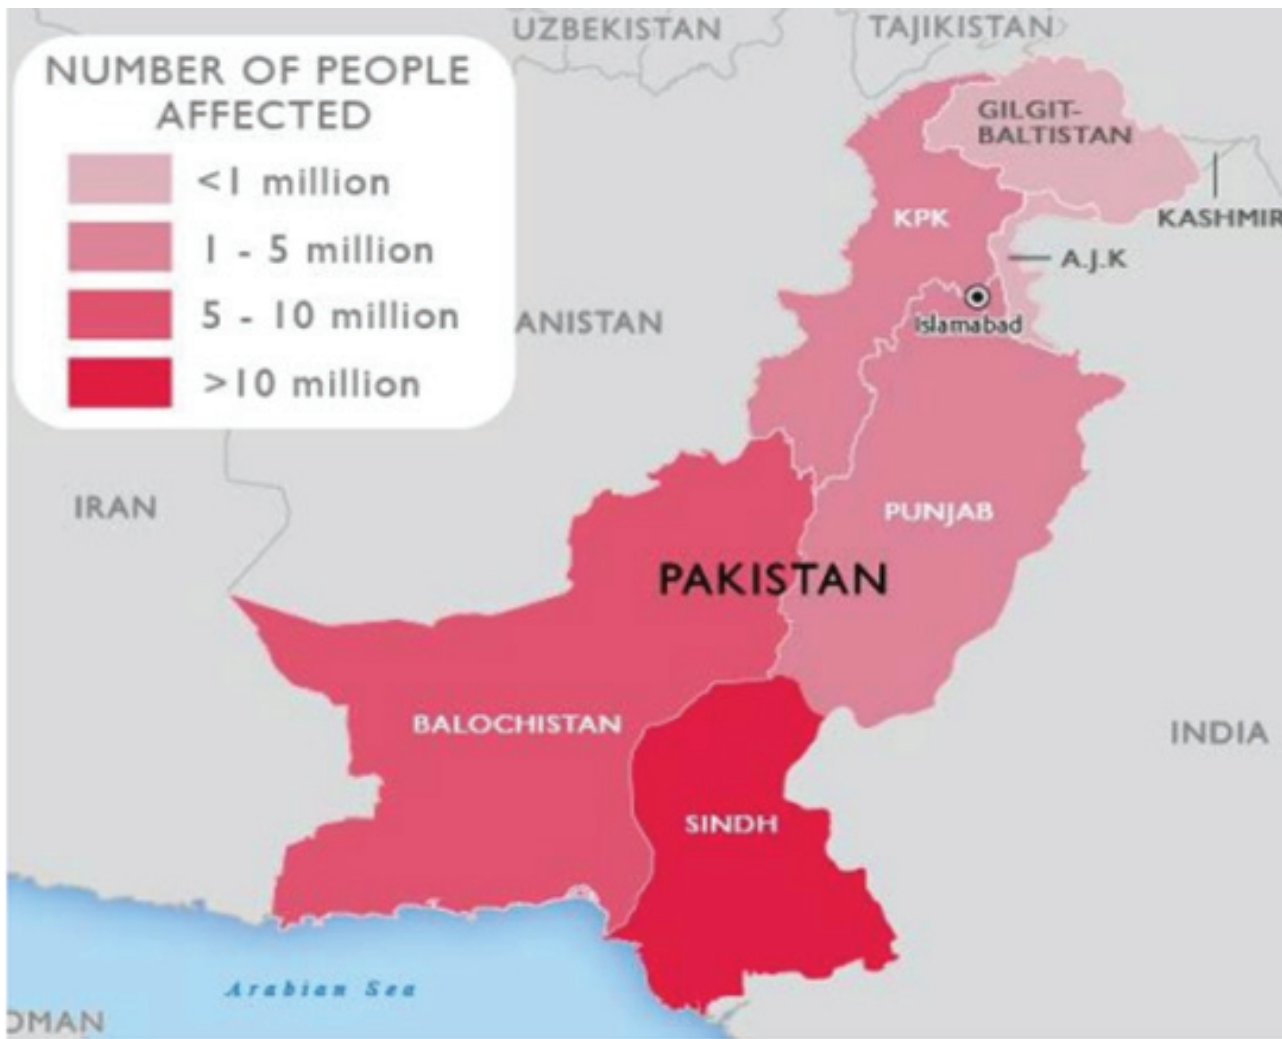 UZBEKISTAN
TAJIKISTAN
NUMBER OF PEOPLE
AFFECTED
<1 million
1 - 5 million
5 - 10 million
>10 million
GILGIT-
BALTISTAN
KPK
KASHMIR
A.J.K
Islamabad
ANISTAN
IRAN
PUNJAB
PAKISTAN
BALOCHISTAN
INDIA
SINDH
Arabian Sea
OMAN